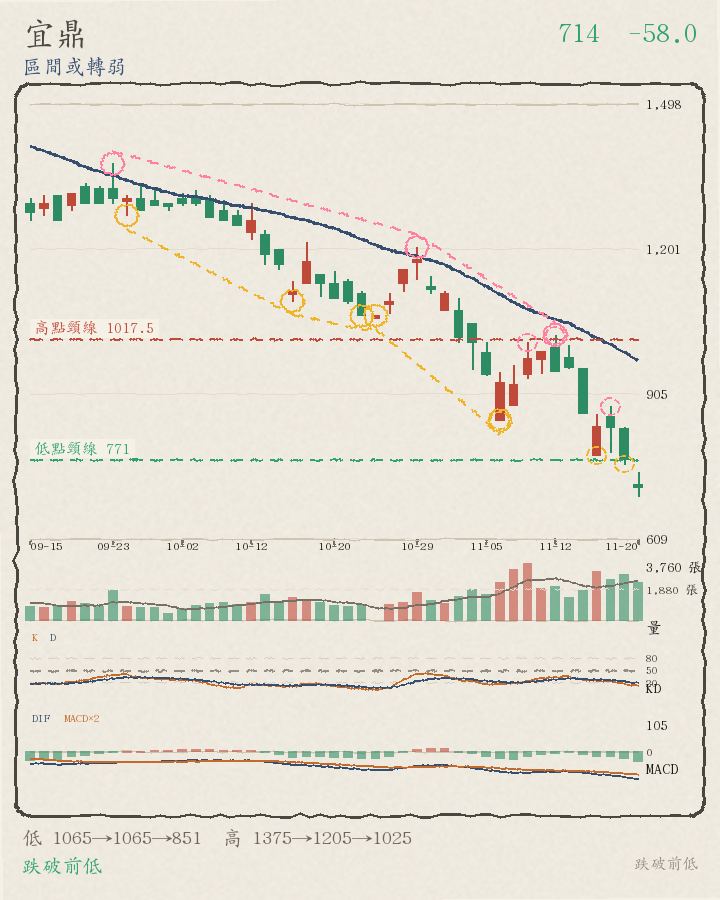 宜鼎 714 -58.0
區間或轉弱
1,498
1,201
高點頸線 1017.5
905
低點頸線 771
609
09-15 09-23 10-02 10-12 10-20 10-29 11-05 11-12 11-20
3,760 張
1,880 張
量
K D
80
50
20
KD
DIF MACD×2
105
0
MACD
低 1065→1065→851 高 1375→1205→1025
跌破前低 跌破前低